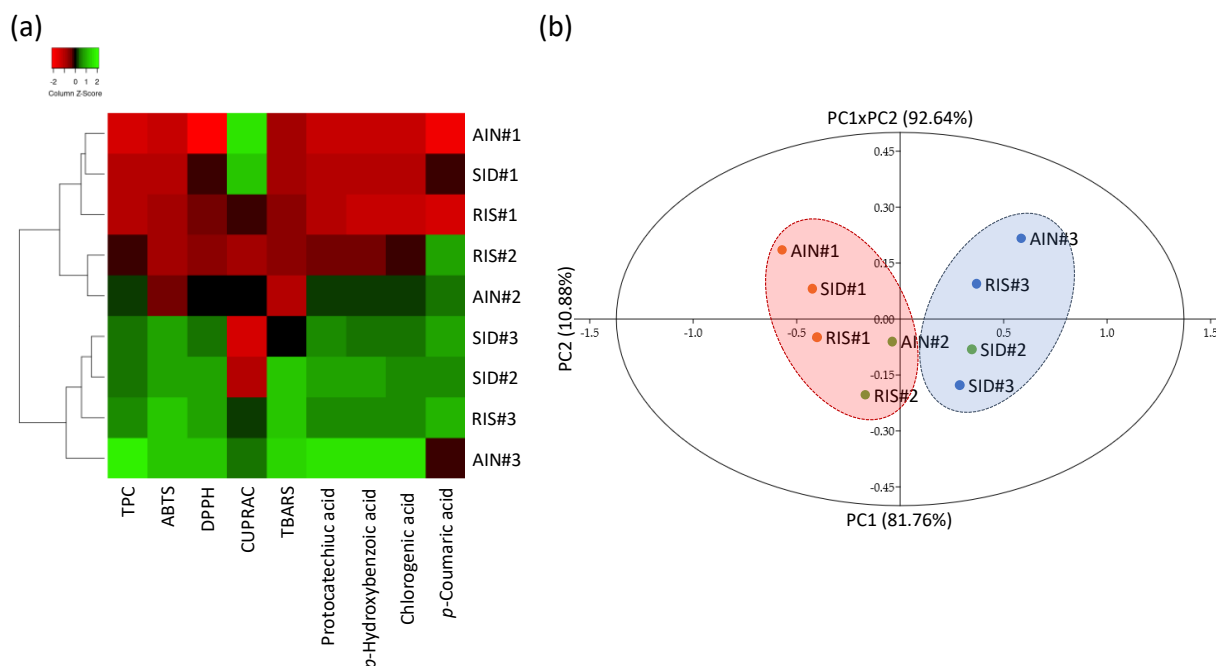 (a)
-2 0 1 2
Column Z-Score
AIN#1
SID#1
RIS#1
RIS#2
AIN#2
SID#3
SID#2
RIS#3
AIN#3
TPC
ABTS
DPPH
CUPRAC
TBARS
Protocatechiuc acid
p-Hydroxybenzoic acid
Chlorogenic acid
p-Coumaric acid
(b)
PC1xPC2 (92.64%)
0.45
0.30
0.15
0.00
-0.15
-0.30
-0.45
-1.5
-1.0
-0.5
0.5
1.0
1.5
PC2 (10.88%)
AIN#1
SID#1
RIS#1
AIN#2
RIS#2
AIN#3
RIS#3
SID#2
SID#3
PC1 (81.76%)